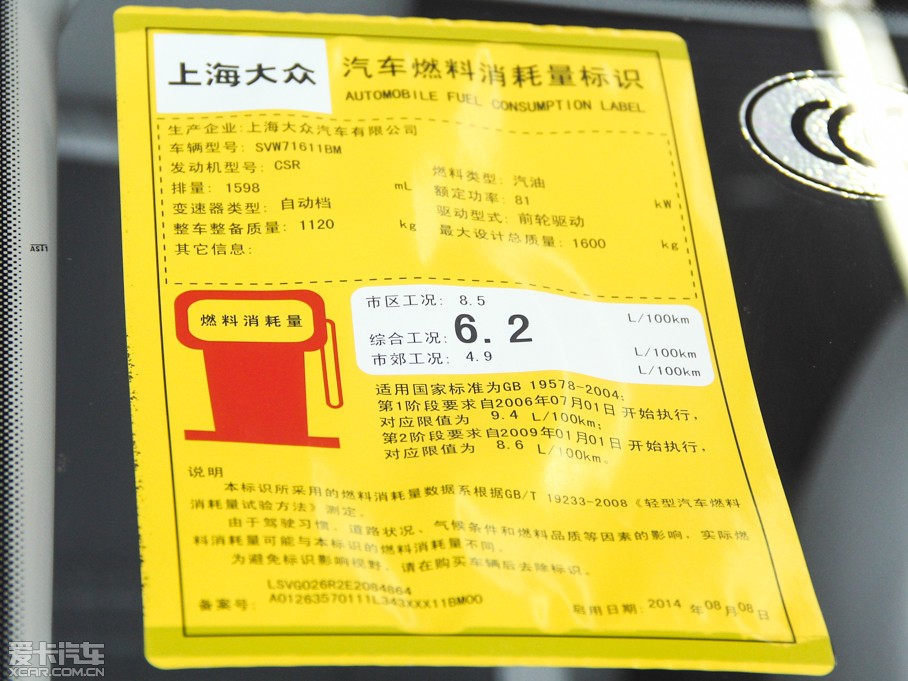 上海大众
汽车燃料消耗量标识
AUTOMOBILE FUEL CONSUMPTION LABEL
生产企业:上海大众汽车有限公司
车辆型号: SVW71611BM
发动机型号: CSR
燃料类型: 汽油
排量: 1598 mL
额定功率: 81 kW
变速器类型: 自动档
驱动型式: 前轮驱动
整车整备质量: 1120 kg
最大设计总质量: 1600 kg
其它信息:
燃料消耗量
市区工况: 8.5 L/100km
综合工况: 6.2 L/100km
市郊工况: 4.9 L/100km
适用国家标准为GB 19578-2004;
第1阶段要求自2006年07月01日开始执行,
对应限值为 9.4 L/100km;
第2阶段要求自2009年01月01日开始执行,
对应限值为 8.6 L/100km。
说明
本标识所采用的燃料消耗量数据系根据GB/T 19233-2008《轻型汽车燃料
消耗量试验方法》测定。
由于驾驶习惯、道路状况、气候条件和燃料品质等因素的影响，实际燃
料消耗量可能与本标识的燃料消耗量不同。
为避免标识影响视野，请在购买车辆后去除标识。
LSVG026R2E2084864
备案号: A01263570111L343XXX11BM00
启用日期: 2014 年 08 月 08 日
爱卡汽车
XCAR.COM.CN